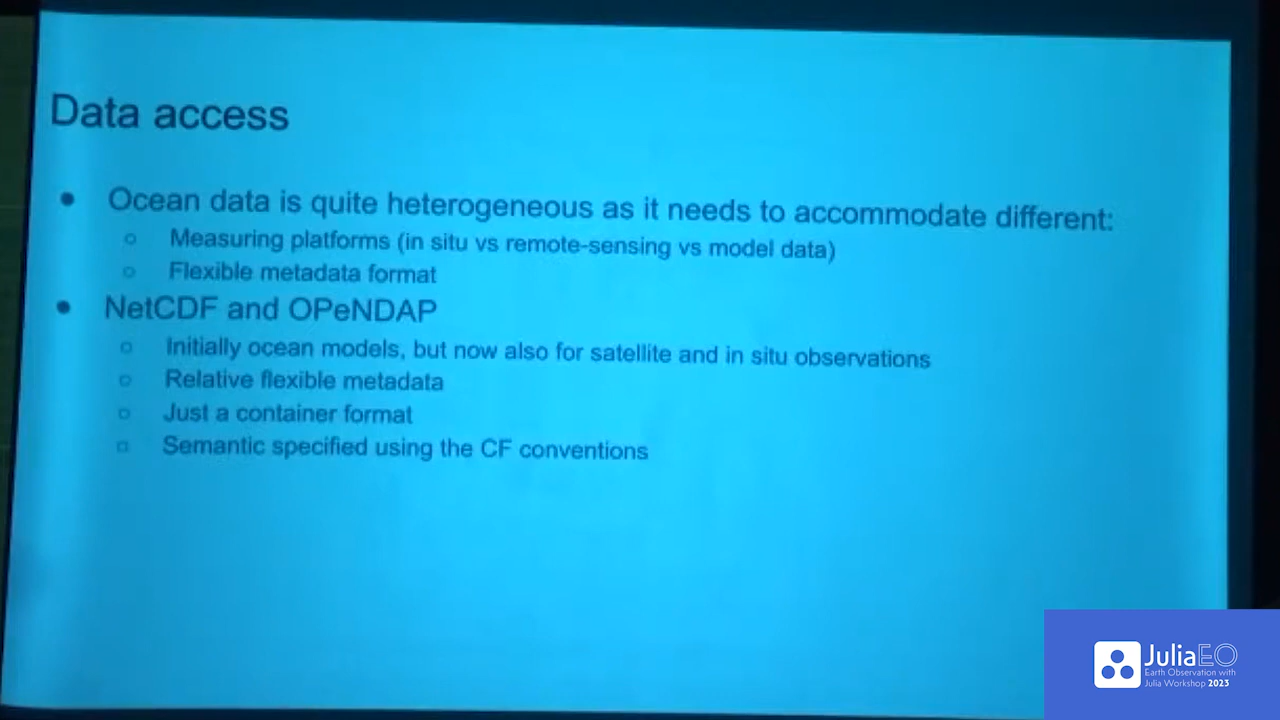 Data access
Ocean data is quite heterogeneous as it needs to accommodate different:
Measuring platforms (in situ vs remote-sensing vs model data)
Flexible metadata format
NetCDF and OPeNDAP
Initially ocean models, but now also for satellite and in situ observations
Relative flexible metadata
Just a container format
Semantic specified using the CF conventions
JuliaEO
Earth Observation with
Julia Workshop 2023